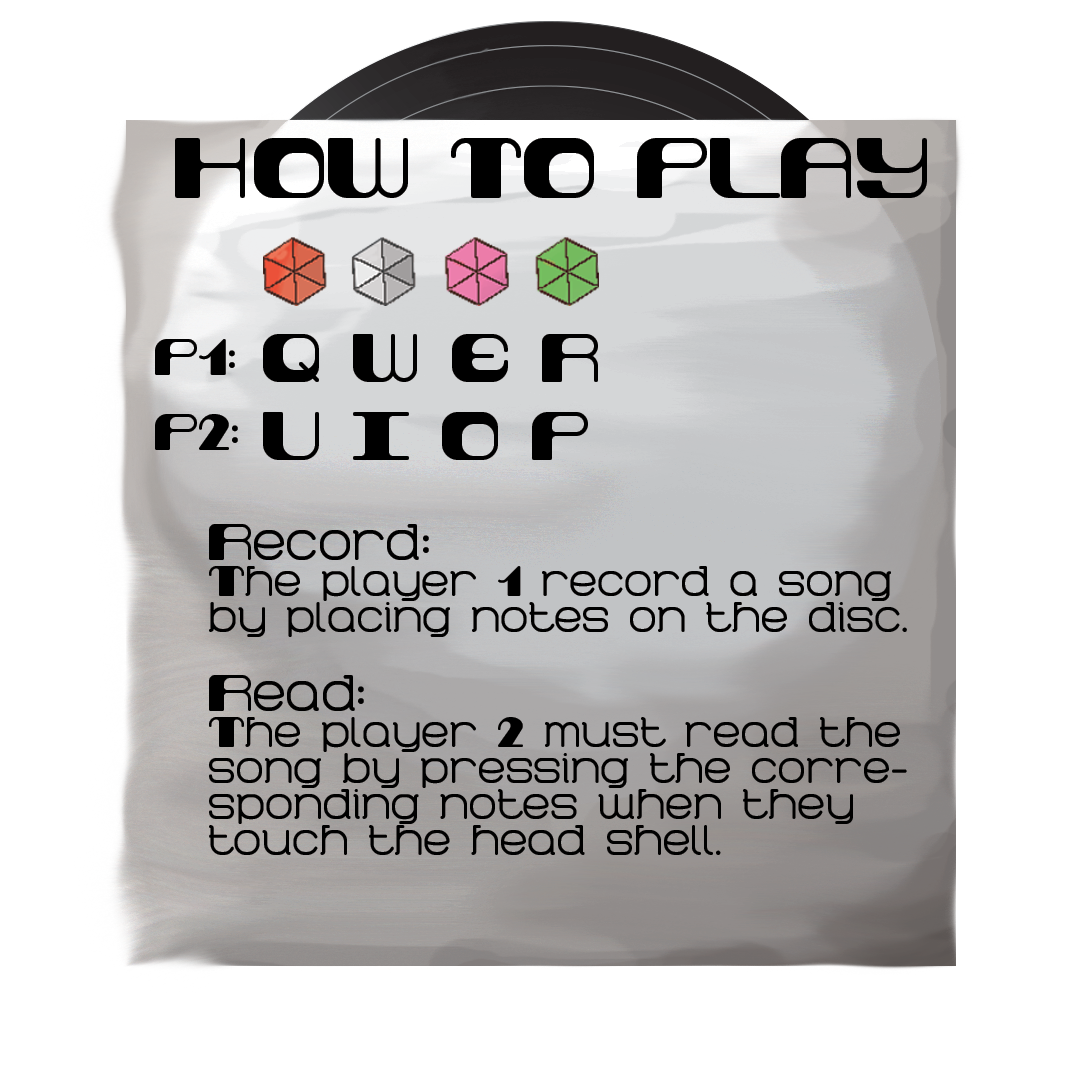 HOW TO PLAY
P1: Q W E R
P2: U I O P
Record:
The player 1 record a song
by placing notes on the disc.
Read:
The player 2 must read the
song by pressing the corre-
sponding notes when they
touch the head shell.